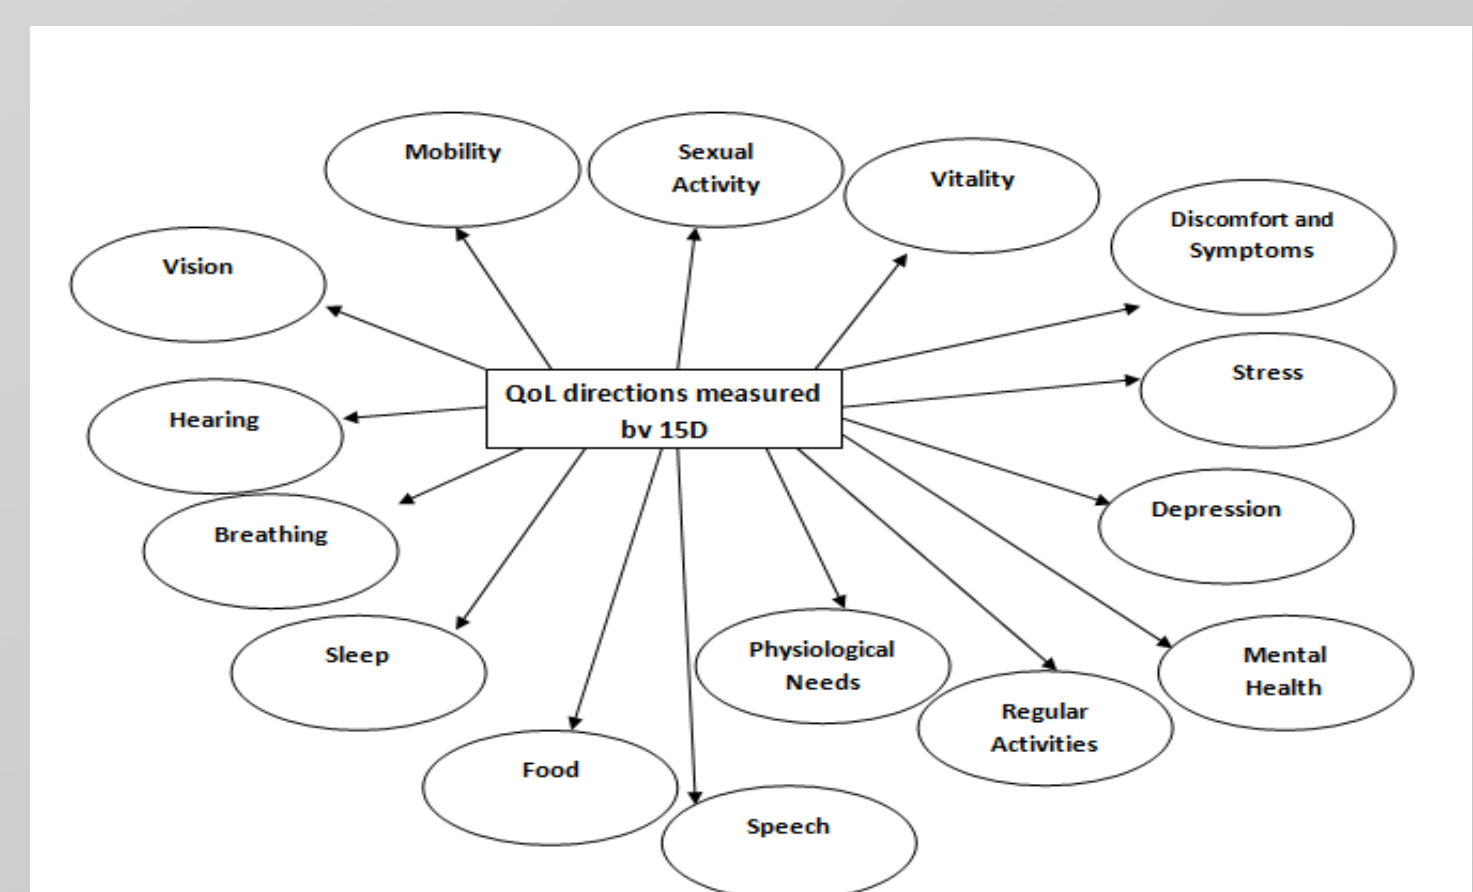 Mobility
Sexual
Activity
Vitality
Discomfort and
Symptoms
Vision
Stress
QoL directions measured
by 15D
Hearing
Depression
Breathing
Sleep
Physiological
Needs
Mental
Health
Regular
Activities
Food
Speech